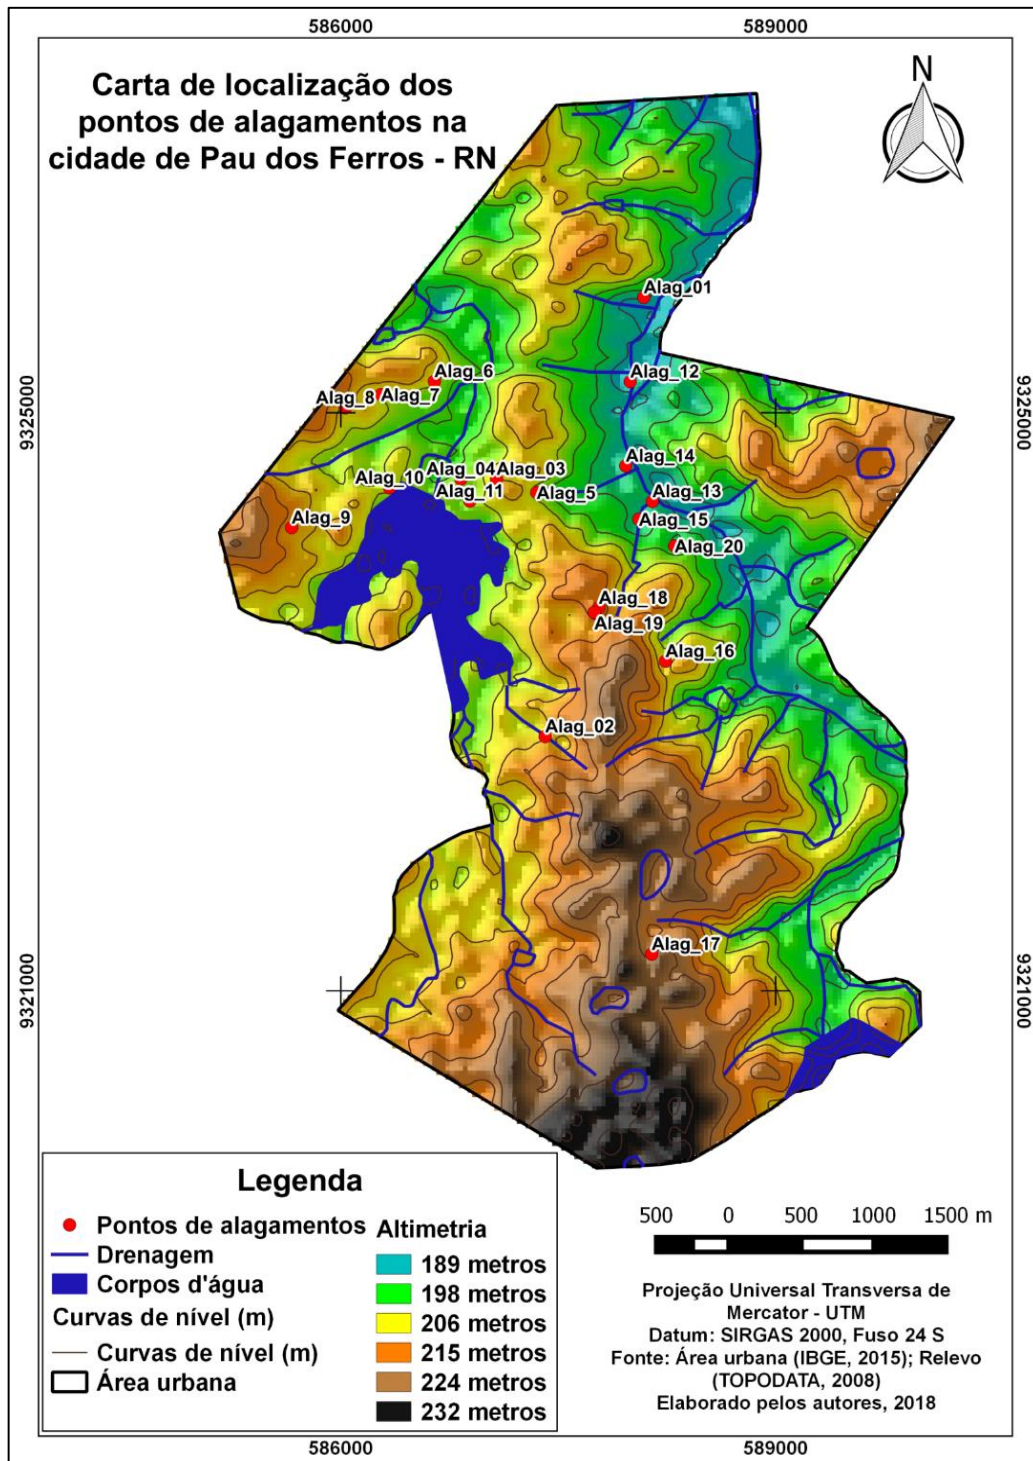 586000
589000
Carta de localização dos
pontos de alagamentos na
cidade de Pau dos Ferros - RN
N
Alag_01
Alag_12
Alag_6
Alag_7
Alag_8
9325000
9325000
Alag_14
Alag_04
Alag_03
Alag_10
Alag_11
Alag_5
Alag_13
Alag_9
Alag_15
Alag_20
Alag_18
Alag_19
Alag_16
Alag_02
Alag_17
9321000
9321000
Legenda
Pontos de alagamentos
Drenagem
Corpos d'água
Curvas de nível (m)
Curvas de nível (m)
Área urbana
Altimetria
189 metros
198 metros
206 metros
215 metros
224 metros
232 metros
500 0 500 1000 1500 m
Projeção Universal Transversa de
Mercator - UTM
Datum: SIRGAS 2000, Fuso 24 S
Fonte: Área urbana (IBGE, 2015); Relevo
(TOPODATA, 2008)
Elaborado pelos autores, 2018
586000
589000